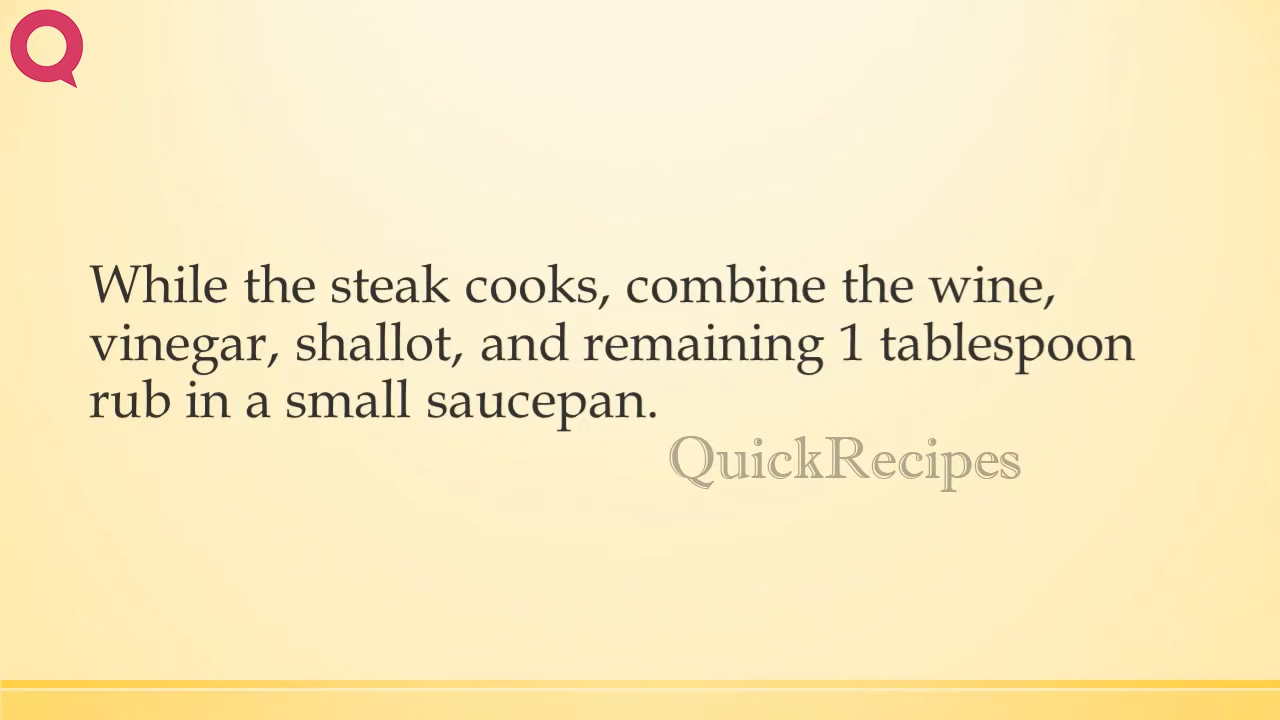 While the steak cooks, combine the wine,
vinegar, shallot, and remaining 1 tablespoon
rub in a small saucepan.
QuickRecipes